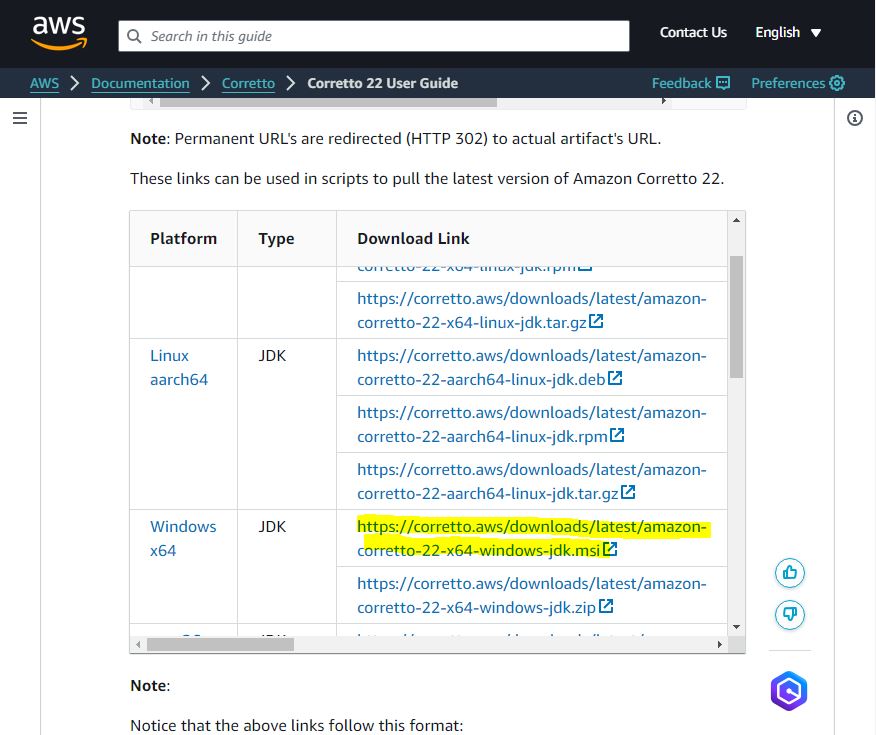 aws
Search in this guide
Contact Us
English
AWS
Documentation
Corretto
Corretto 22 User Guide
Feedback
Preferences
Note: Permanent URL's are redirected (HTTP 302) to actual artifact's URL.
These links can be used in scripts to pull the latest version of Amazon Corretto 22.
Platform
Type
Download Link
corretto-22-x64-linux-jdk.rpm
https://corretto.aws/downloads/latest/amazon-
corretto-22-x64-linux-jdk.tar.gz
Linux
aarch64
JDK
https://corretto.aws/downloads/latest/amazon-
corretto-22-aarch64-linux-jdk.deb
https://corretto.aws/downloads/latest/amazon-
corretto-22-aarch64-linux-jdk.rpm
https://corretto.aws/downloads/latest/amazon-
corretto-22-aarch64-linux-jdk.tar.gz
Windows
x64
JDK
https://corretto.aws/downloads/latest/amazon-
corretto-22-x64-windows-jdk.msi
https://corretto.aws/downloads/latest/amazon-
corretto-22-x64-windows-jdk.zip
Note:
Notice that the above links follow this format: